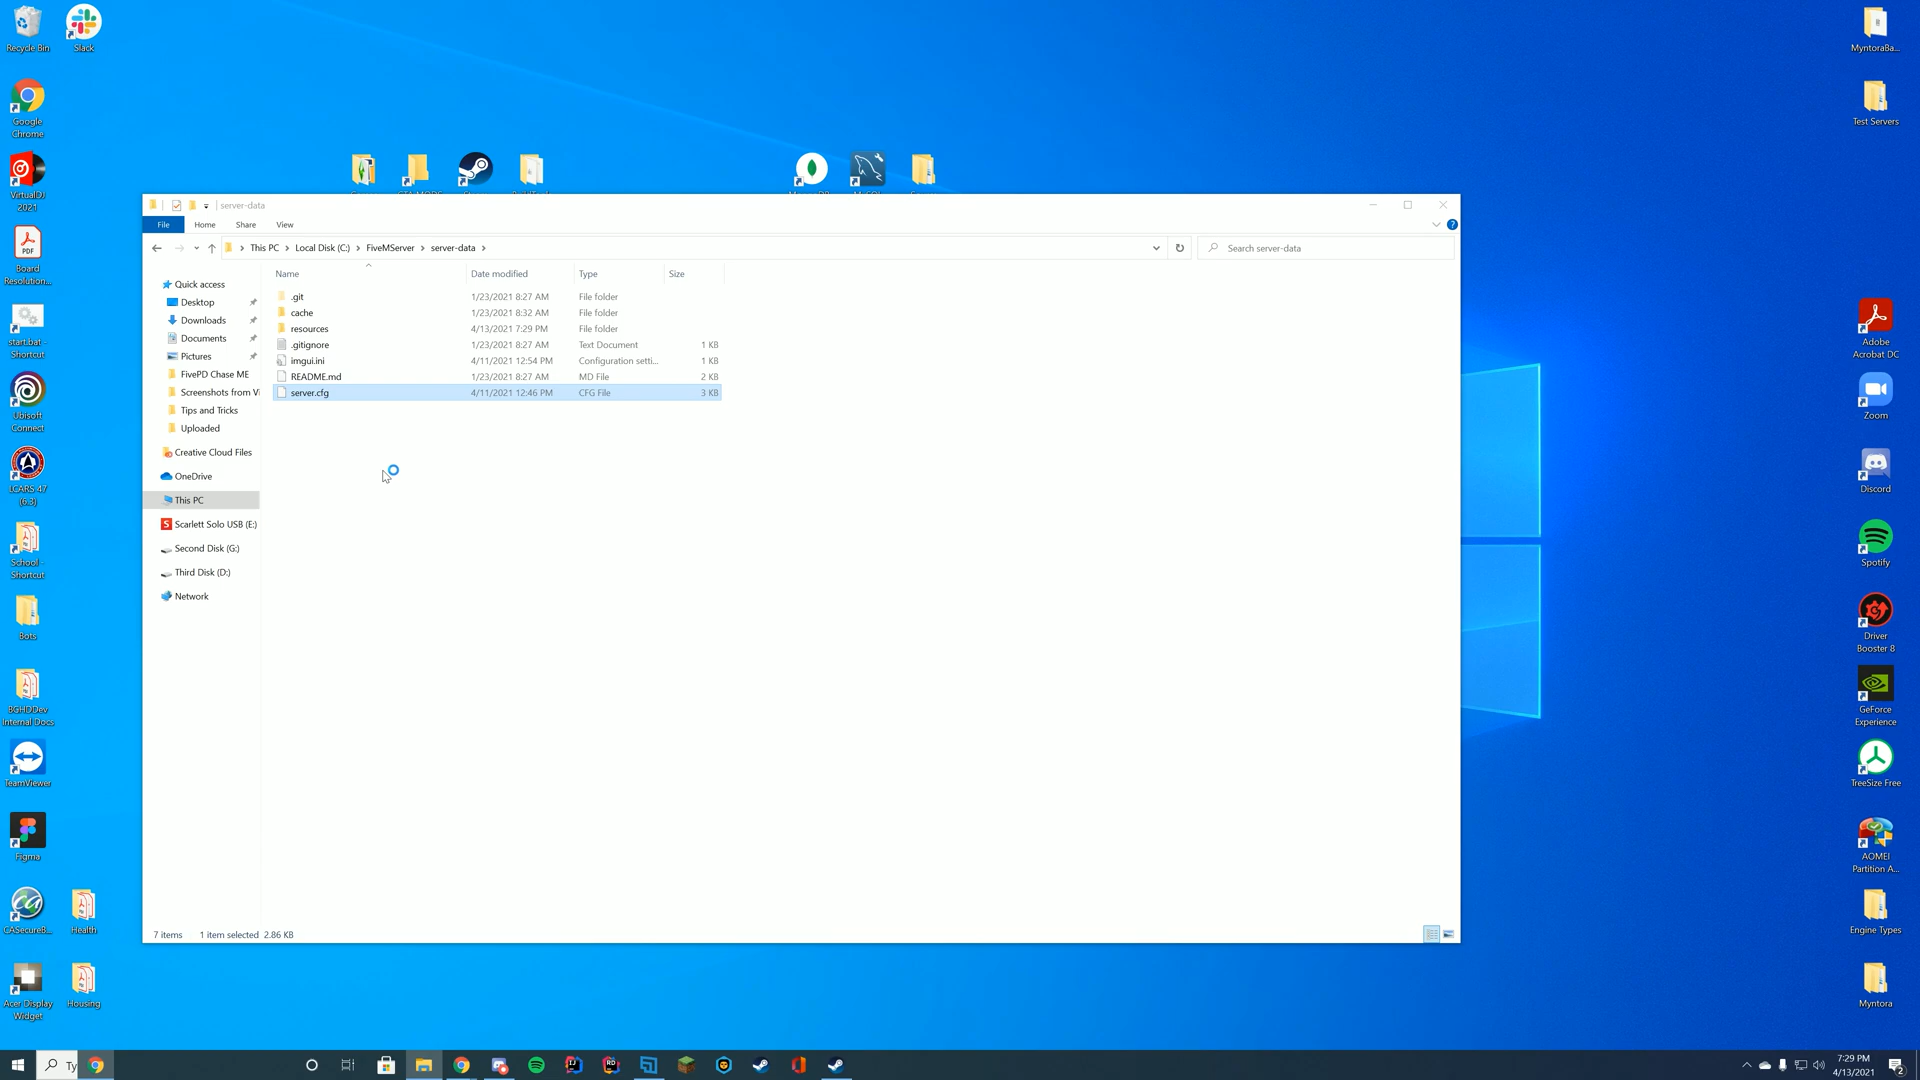 Recycle Bin
Slack
MyntoraBa...
Google
Chrome
Test Servers
VirtualDJ
2021
server-data
File
Home
Share
View
This PC
Local Disk (C:)
FiveMServer
server-data
Search server-data
Name
Date modified
Type
Size
Quick access
Desktop
Downloads
Documents
Pictures
FivePD Chase ME
Screenshots from Vi
Tips and Tricks
Uploaded
Creative Cloud Files
OneDrive
This PC
Scarlett Solo USB (E:)
Second Disk (G:)
Third Disk (D:)
Network
.git 1/23/2021 8:27 AM File folder
cache 1/23/2021 8:32 AM File folder
resources 4/13/2021 7:29 PM File folder
.gitignore 1/23/2021 8:27 AM Text Document 1 KB
imgui.ini 4/11/2021 12:54 PM Configuration setti... 1 KB
README.md 1/23/2021 8:27 AM MD File 2 KB
server.cfg 4/11/2021 12:46 PM CFG File 3 KB
7 items
1 item selected 2.86 KB
PDF
Board
Resolution...
start.bat -
Shortcut
Ubisoft
Connect
LCARS 47
(6.3)
School -
Shortcut
Bots
BGHDDev
Internal Docs
TeamViewer
Figma
CASecureB...
Health
Acer Display
Widget
Housing
Adobe
Acrobat DC
Zoom
Discord
Spotify
Driver
Booster 8
GeForce
Experience
TreeSize Free
AOMEI
Partition A...
Engine Types
Myntora
Ty
7:29 PM
4/13/2021
2